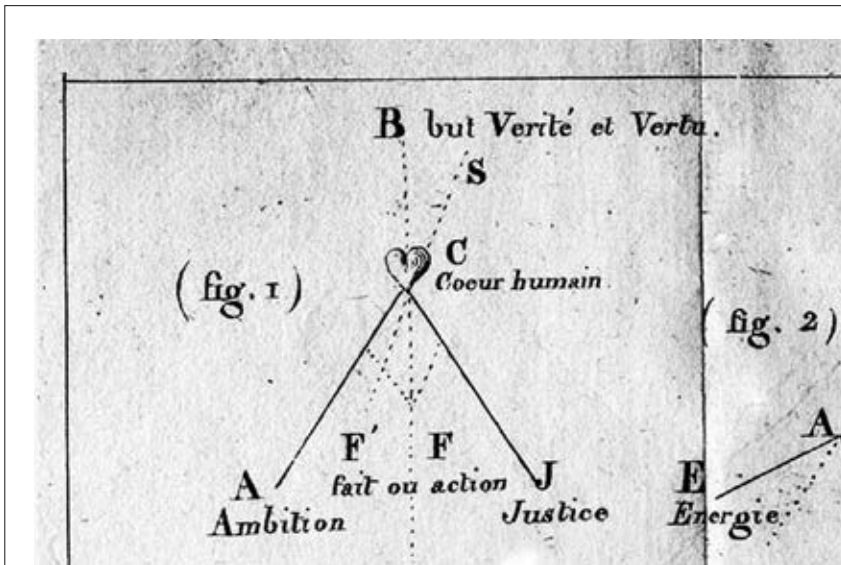 B but Verité et Vertu.
S
C
Coeur humain.
(fig. 1)
(fig. 2)
A
F' F
fait ou action
A
Ambition
J
Justice
E
Energie